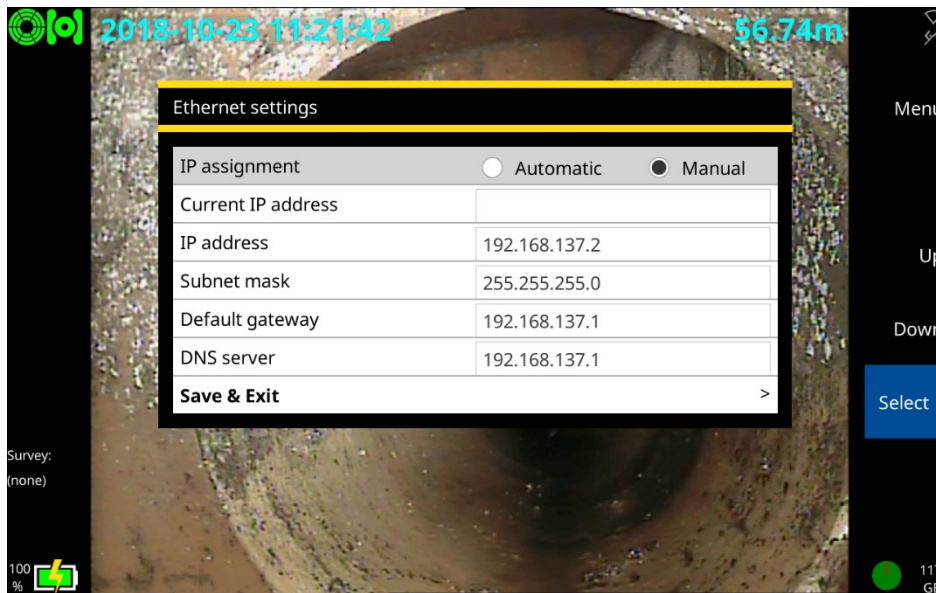 2018-10-23 11:21:42 56.74m
Ethernet settings
Menu
IP assignment Automatic Manual
Current IP address
IP address 192.168.137.2
Up
Subnet mask 255.255.255.0
Default gateway 192.168.137.1
Down
DNS server 192.168.137.1
Save & Exit >
Select
Survey:
(none)
100
%